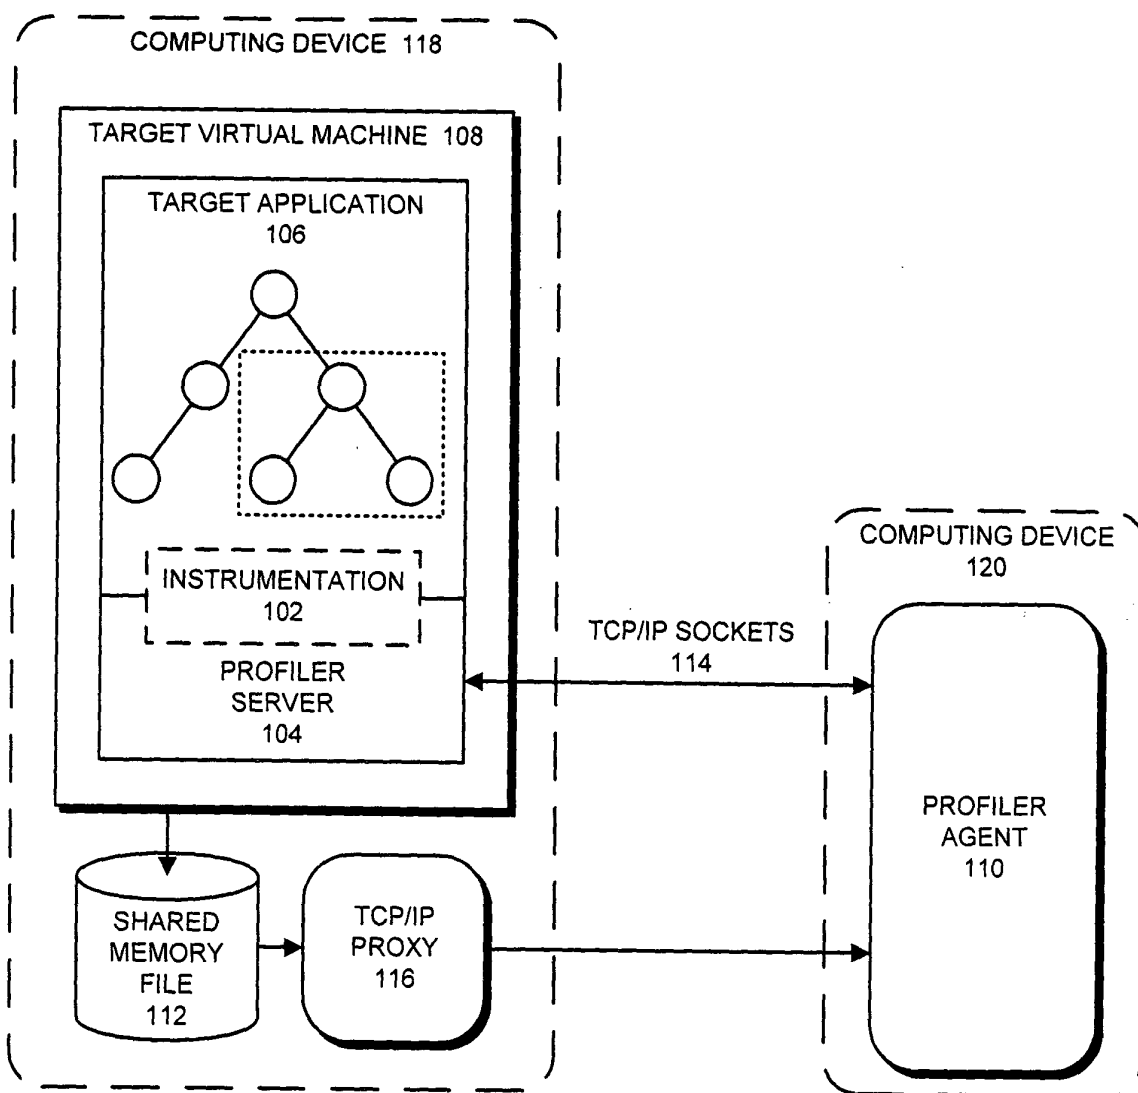 COMPUTING DEVICE 118
TARGET VIRTUAL MACHINE 108
TARGET APPLICATION
106
INSTRUMENTATION
102
PROFILER
SERVER
104
TCP/IP SOCKETS
114
COMPUTING DEVICE
120
PROFILER
AGENT
110
SHARED
MEMORY
FILE
112
TCP/IP
PROXY
116